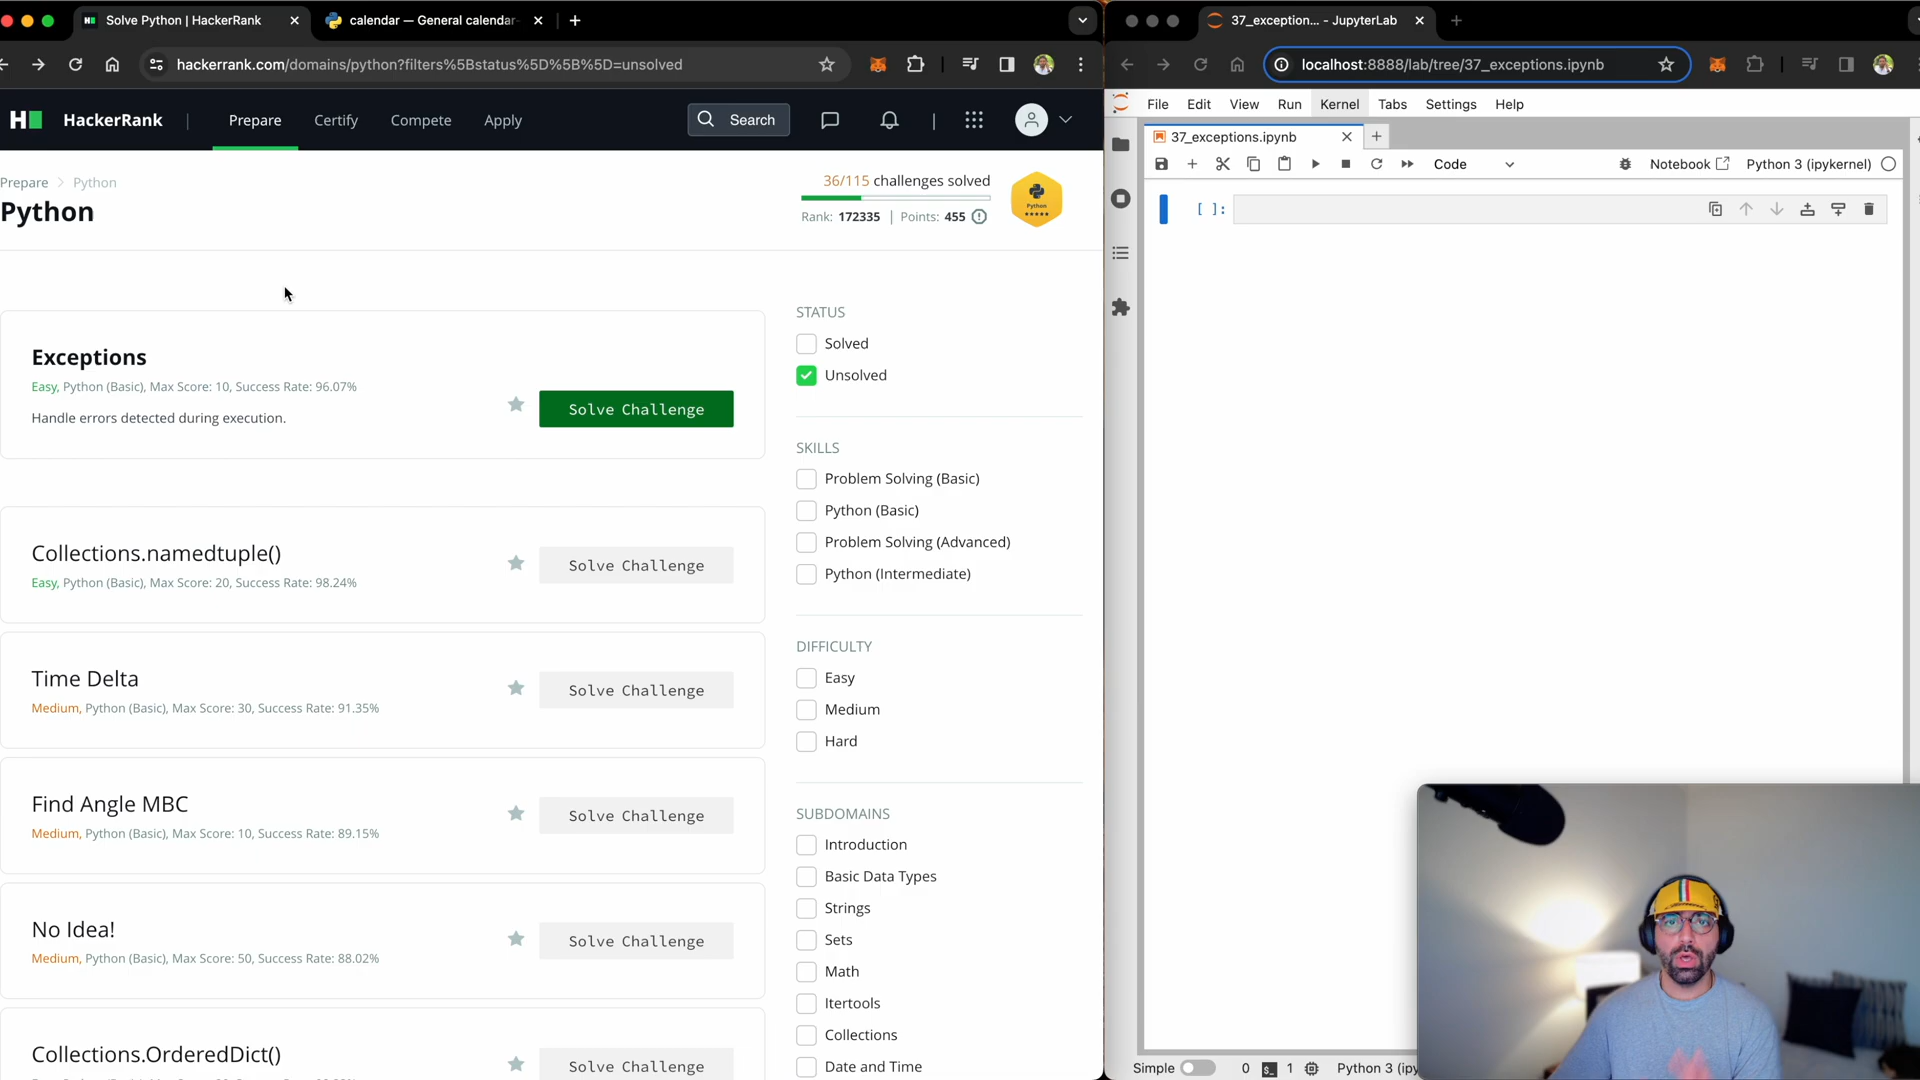 Solve Python | HackerRank
calendar — General calendar-
hackerrank.com/domains/python?filters%5Bstatus%5D%5B%5D=unsolved
HackerRank
Prepare
Certify
Compete
Apply
Search
Prepare > Python
Python
36/115 challenges solved
Rank: 172335 | Points: 455
Python
Exceptions
Easy, Python (Basic), Max Score: 10, Success Rate: 96.07%
Handle errors detected during execution.
Solve Challenge
Collections.namedtuple()
Easy, Python (Basic), Max Score: 20, Success Rate: 98.24%
Solve Challenge
Time Delta
Medium, Python (Basic), Max Score: 30, Success Rate: 91.35%
Solve Challenge
Find Angle MBC
Medium, Python (Basic), Max Score: 10, Success Rate: 89.15%
Solve Challenge
No Idea!
Medium, Python (Basic), Max Score: 50, Success Rate: 88.02%
Solve Challenge
Collections.OrderedDict()
Solve Challenge
STATUS
Solved
Unsolved
SKILLS
Problem Solving (Basic)
Python (Basic)
Problem Solving (Advanced)
Python (Intermediate)
DIFFICULTY
Easy
Medium
Hard
SUBDOMAINS
Introduction
Basic Data Types
Strings
Sets
Math
Itertools
Collections
Date and Time
37_exception... - JupyterLab
localhost:8888/lab/tree/37_exceptions.ipynb
File Edit View Run Kernel Tabs Settings Help
37_exceptions.ipynb
Code
Notebook
Python 3 (ipykernel)
[ ]:
Simple
0
1
Python 3 (ipy